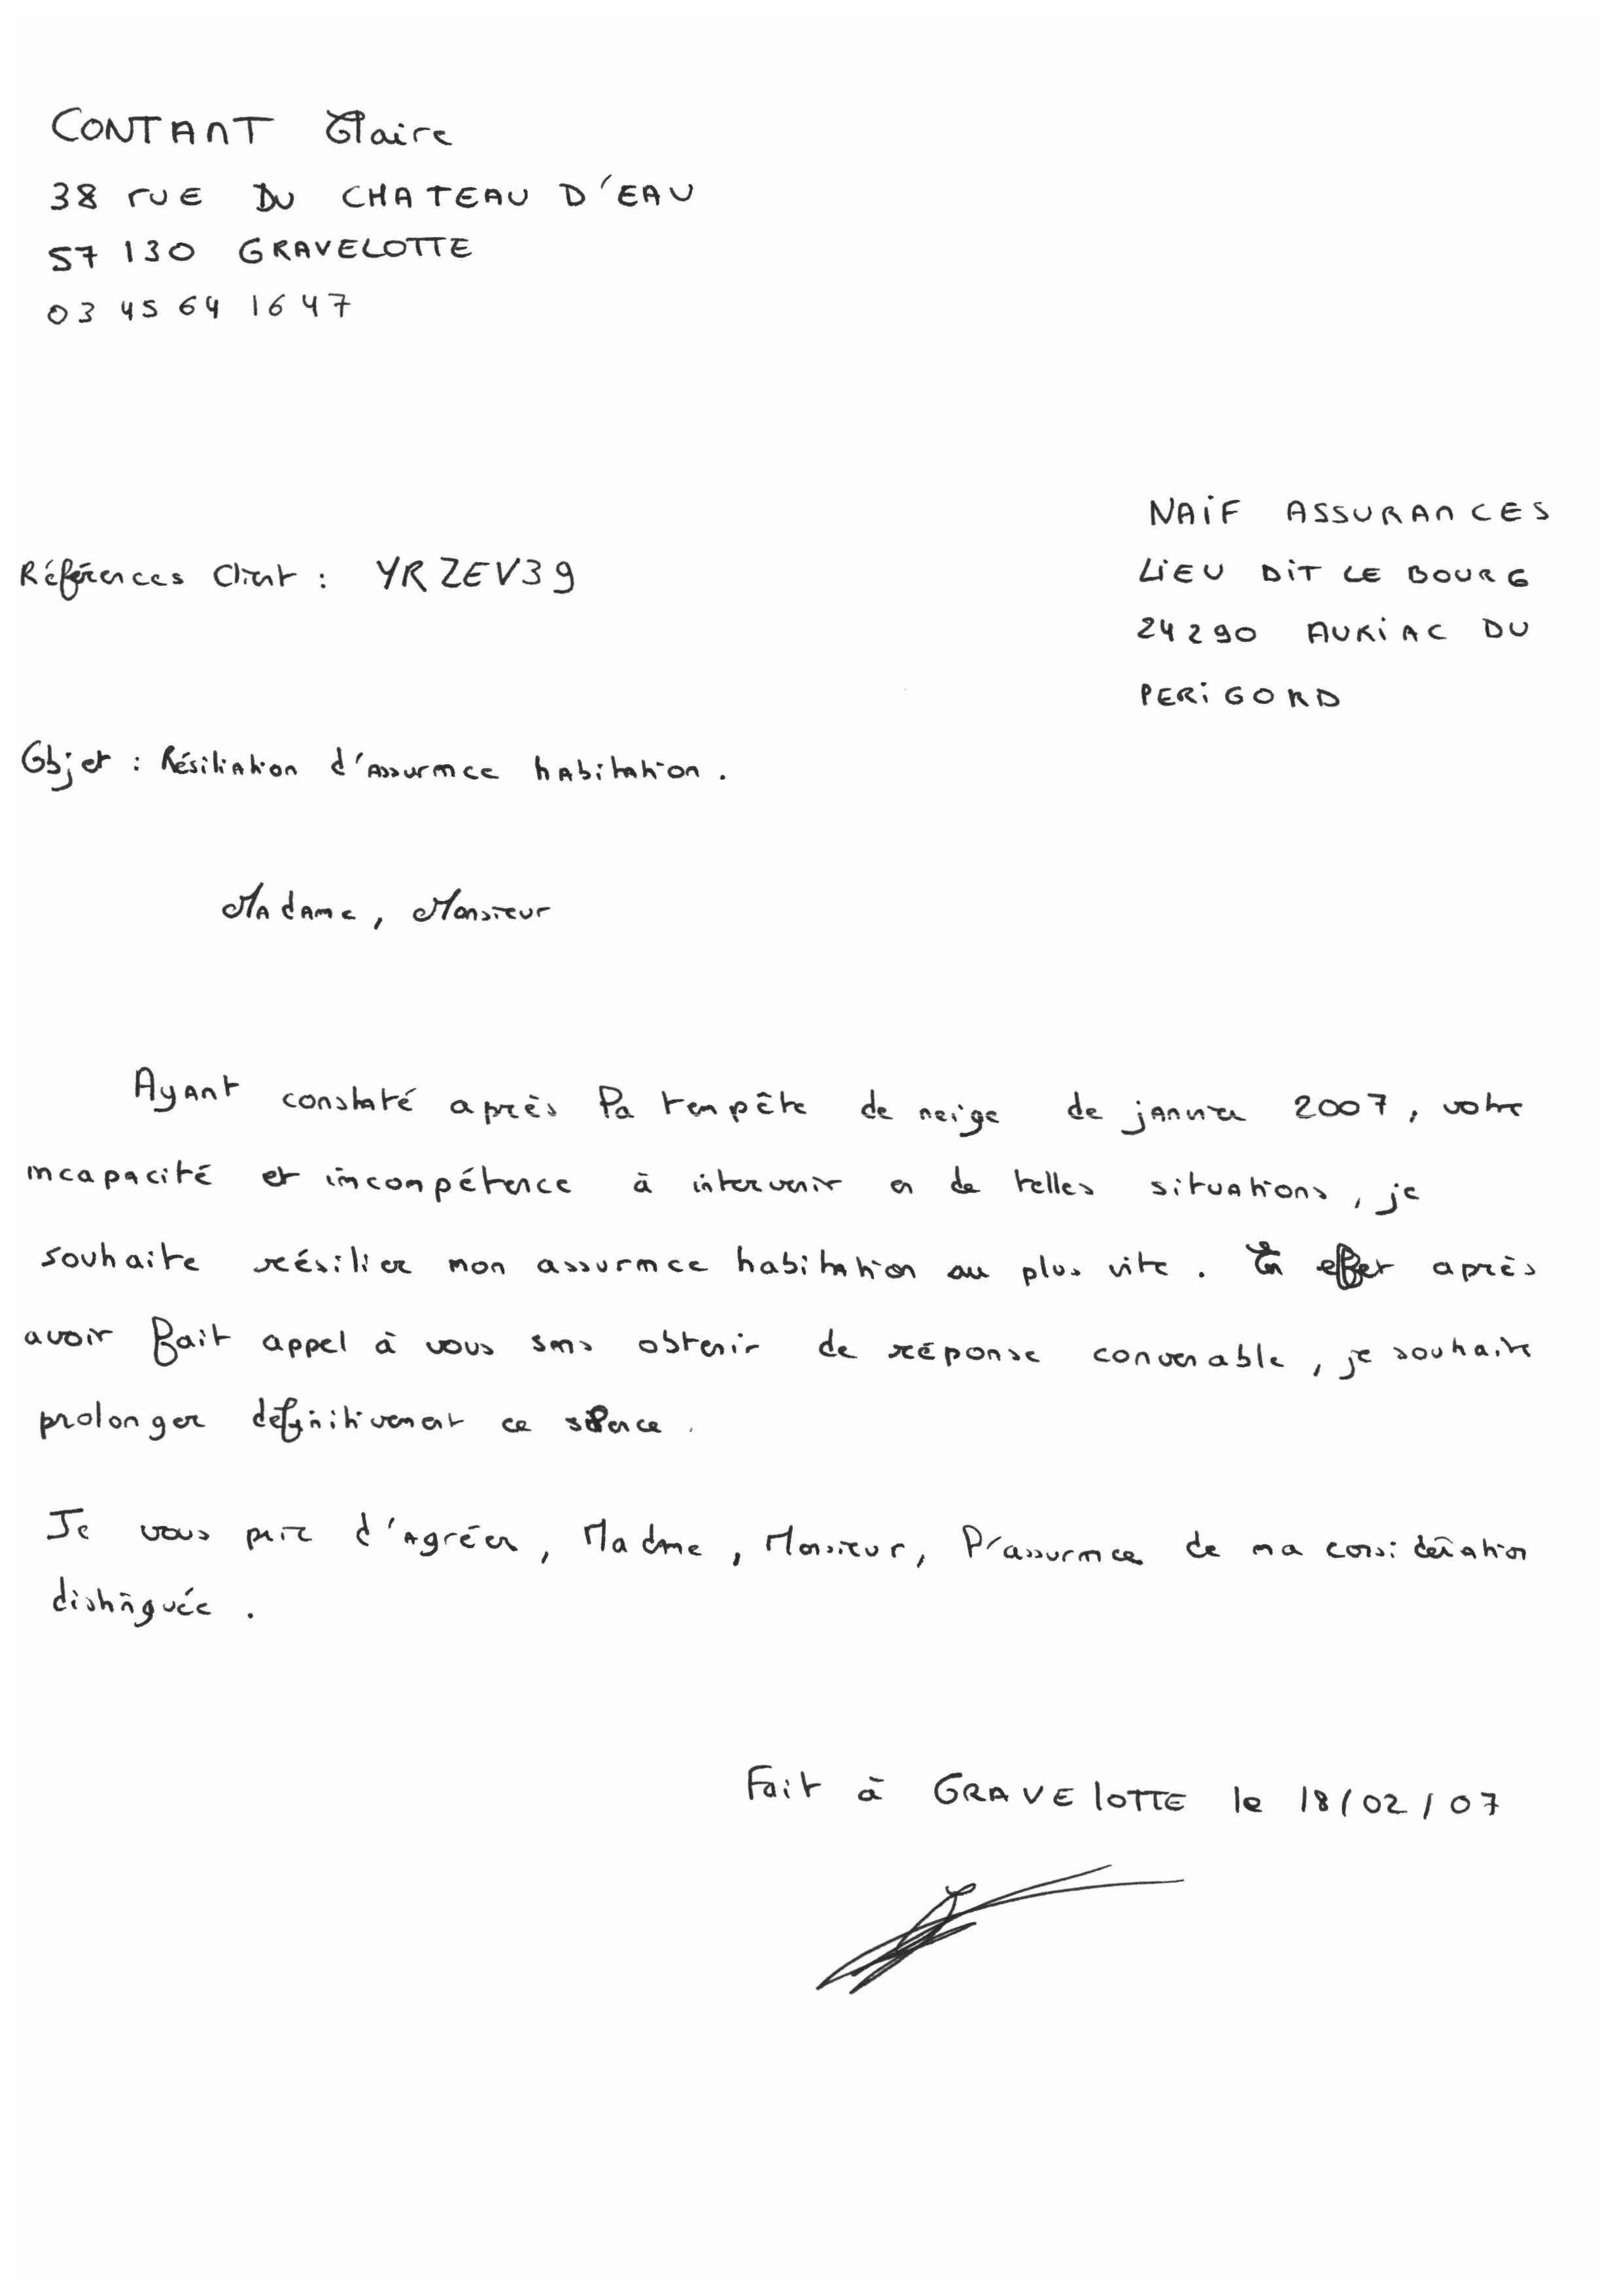 CONTANT Claire
38 rUE DU CHATEAU D'EAU
57 130 GRAVELOTTE
03 45 64 16 47
NAIF ASSURANCES
Références Client : YRZEV39
LIEU DIT LE BOURG
24290 AURIAC DU
PERIGORD
Objet : Résiliation d'assurance habitation.
Madame, Monsieur
Ayant constaté après la tempête de neige de janvier 2007, votre
incapacité et incompétence à intervenir en de telles situations, je
souhaite résilier mon assurance habitation au plus vite. En effet après
avoir fait appel à vous sans obtenir de réponse convenable, je souhaite
prolonger définitivement ce silence.
Je vous prie d'agréer, Madame, Monsieur, l'assurance de ma considération
distinguée.
Fait à GRAVElOTTE le 18/02/07